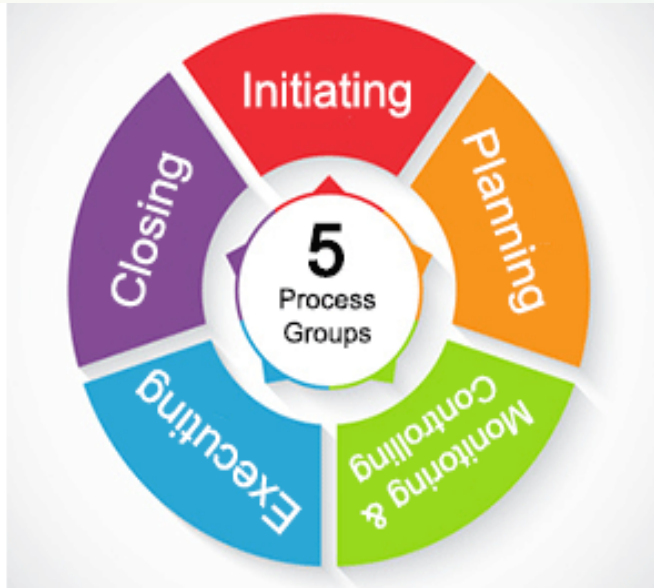 Initiating
Planning
Monitoring &
Controlling
Executing
Closing
5
Process
Groups